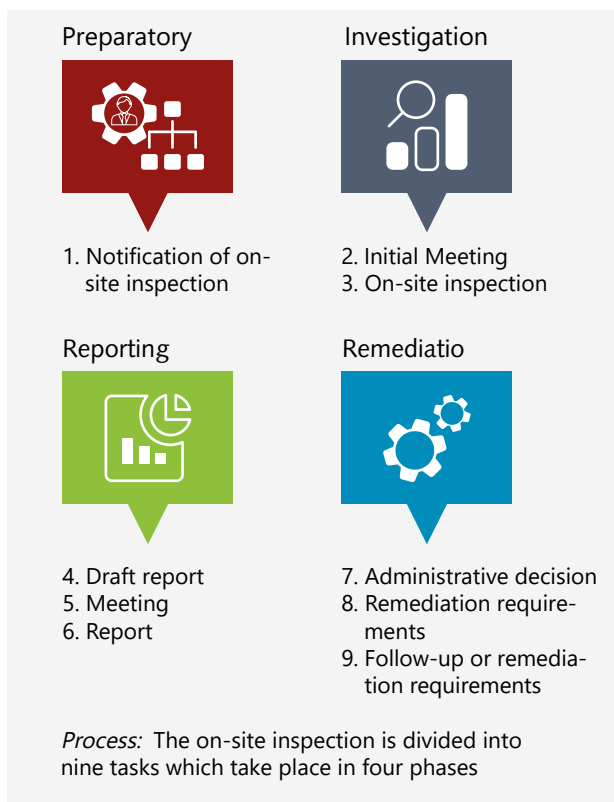 Preparatory
1. Notification of on-
site inspection
Investigation
2. Initial Meeting
3. On-site inspection
Reporting
4. Draft report
5. Meeting
6. Report
Remediatio
7. Administrative decision
8. Remediation require-
ments
9. Follow-up or remedia-
tion requirements
Process: The on-site inspection is divided into
nine tasks which take place in four phases